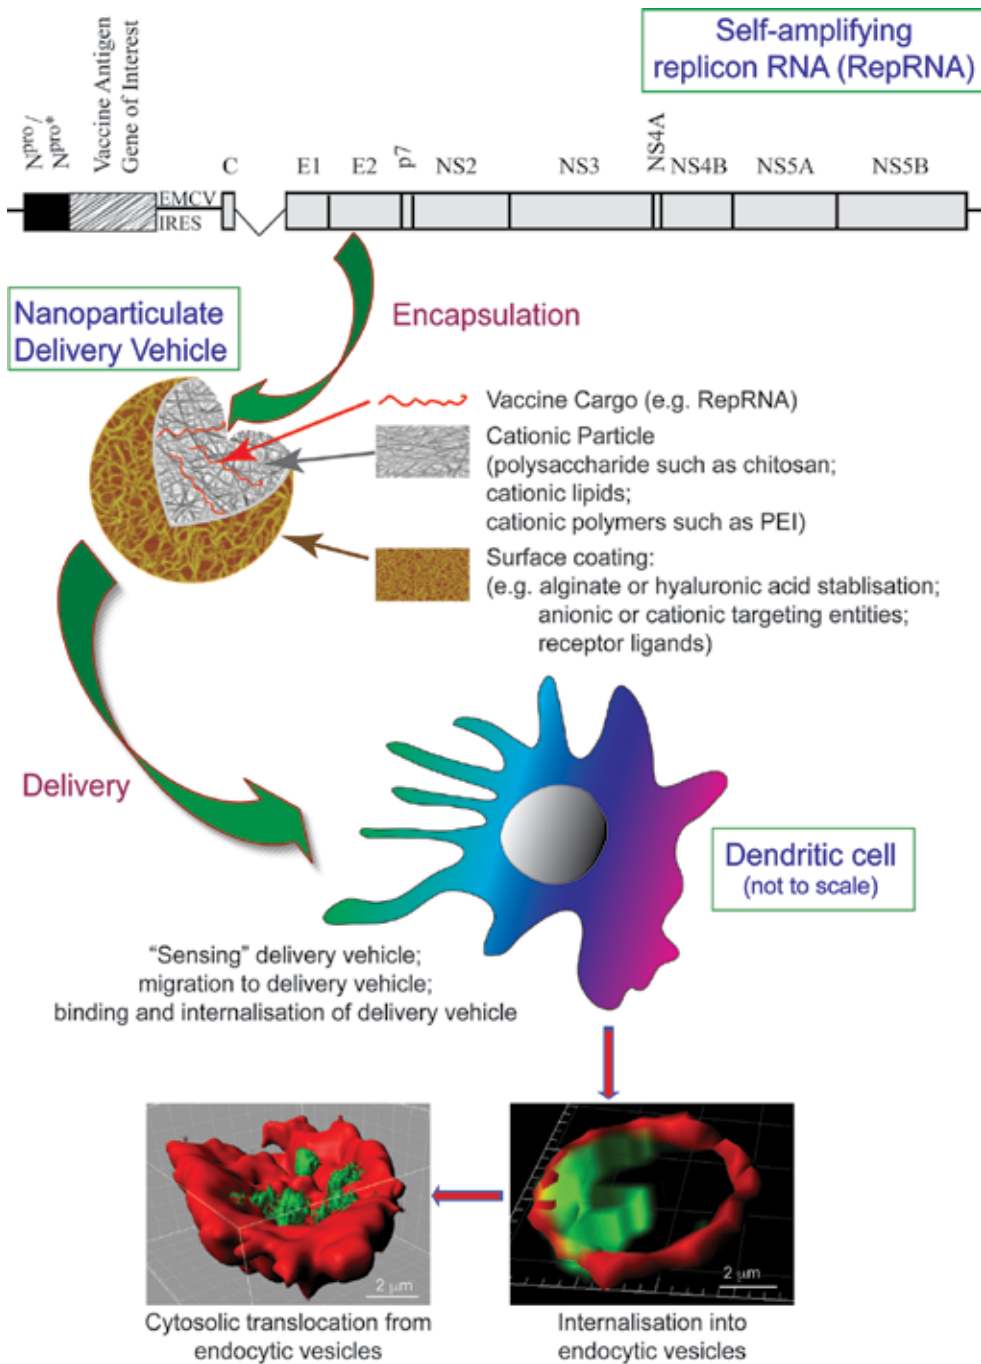 Self-amplifying
replicon RNA (RepRNA)
Npro /
Npro*
Vaccine Antigen
Gene of Interest
C
E1
E2
p7
NS2
NS3
NS4A
NS4B
NS5A
NS5B
EMCV
IRES
Nanoparticulate
Delivery Vehicle
Encapsulation
Vaccine Cargo (e.g. RepRNA)
Cationic Particle
(polysaccharide such as chitosan;
cationic lipids;
cationic polymers such as PEI)
Surface coating:
(e.g. alginate or hyaluronic acid stablisation;
anionic or cationic targeting entities;
receptor ligands)
Delivery
Dendritic cell
(not to scale)
“Sensing” delivery vehicle;
migration to delivery vehicle;
binding and internalisation of delivery vehicle
2 μm
2 μm
Cytosolic translocation from
endocytic vesicles
Internalisation into
endocytic vesicles